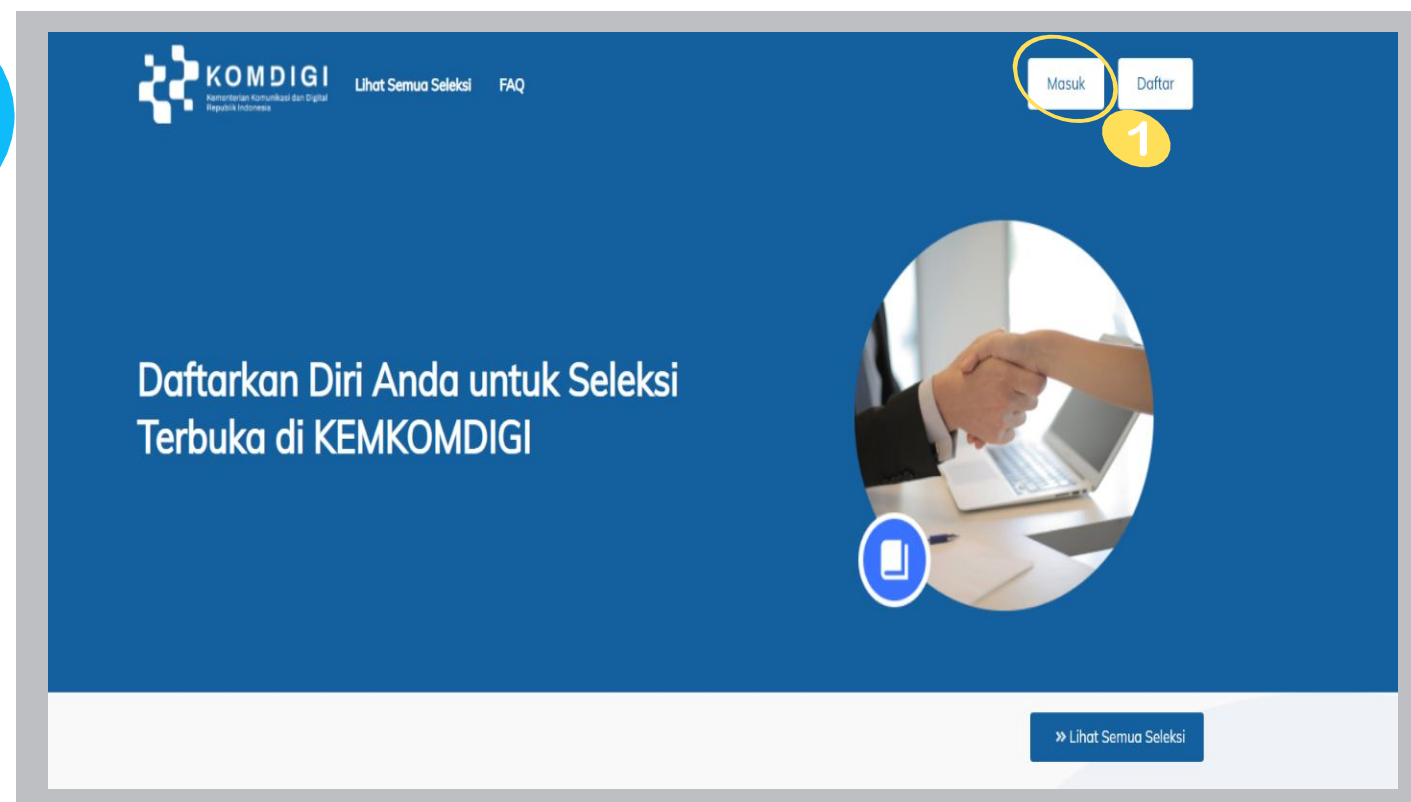 KOMDIGI
Kementerian Komunikasi dan Digital
Republik Indonesia
Lihat Semua Seleksi
FAQ
Masuk
Daftar
1
Daftarkan Diri Anda untuk Seleksi
Terbuka di KEMKOMDIGI
» Lihat Semua Seleksi